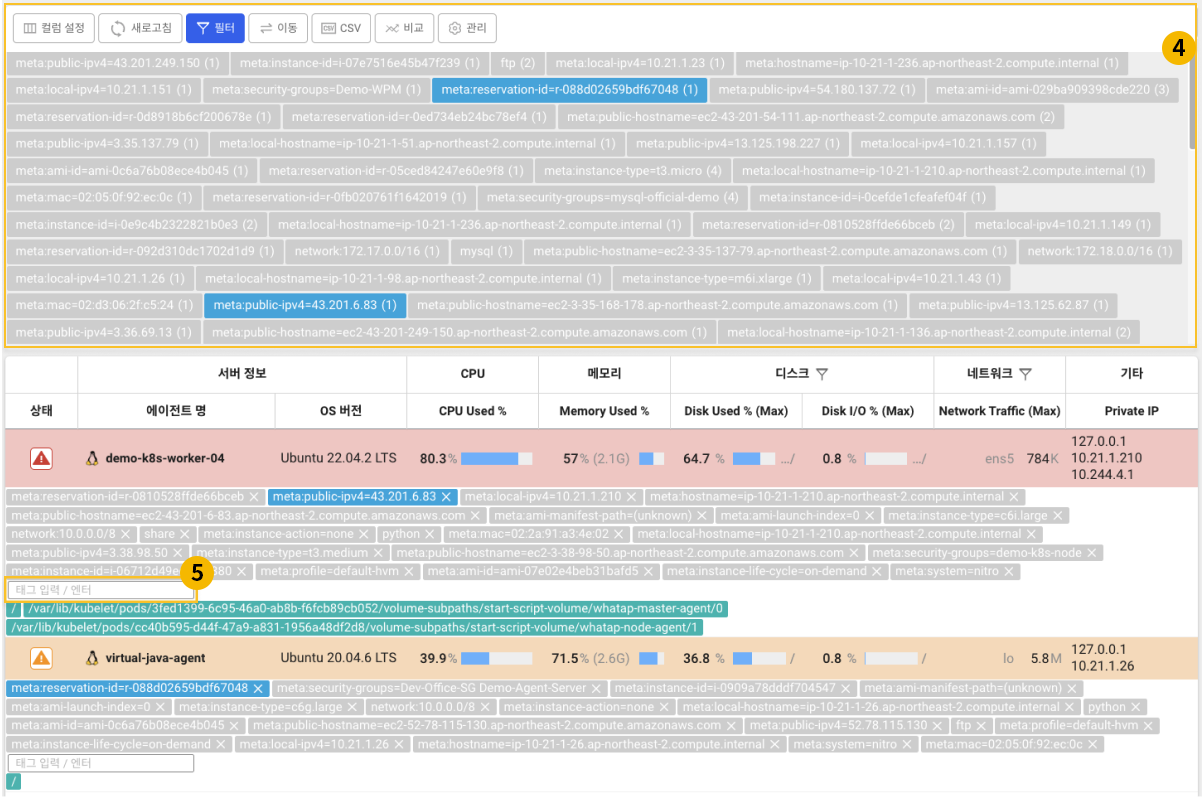 컬럼 설정 새로고침 필터 이동 CSV CSV 비교 관리
4
meta:public-ipv4=43.201.249.150 (1) meta:instance-id=i-07e7516e45b47f239 (1) ftp (2) meta:local-ipv4=10.21.1.23 (1) meta:hostname=ip-10-21-1-236.ap-northeast-2.compute.internal (1)
meta:local-ipv4=10.21.1.151 (1) meta:security-groups=Demo-WPM (1) meta:reservation-id=r-088d02659bdf67048 (1) meta:public-ipv4=54.180.137.72 (1) meta:ami-id=ami-029ba909398cde220 (3)
meta:reservation-id=r-0d8918b6cf200678e (1) meta:reservation-id=r-0ed734eb24bc78ef4 (1) meta:public-hostname=ec2-43-201-54-111.ap-northeast-2.compute.amazonaws.com (2)
meta:public-ipv4=3.35.137.79 (1) meta:local-hostname=ip-10-21-1-51.ap-northeast-2.compute.internal (1) meta:public-ipv4=13.125.198.227 (1) meta:local-ipv4=10.21.1.157 (1)
meta:ami-id=ami-0c6a76b08ece4b045 (1) meta:reservation-id=r-05ced84247e60e9f8 (1) meta:instance-type=t3.micro (4) meta:local-hostname=ip-10-21-1-210.ap-northeast-2.compute.internal (1)
meta:mac=02:05:0f:92:ec:0c (1) meta:reservation-id=r-0fb020761f1642019 (1) meta:security-groups=mysql-official-demo (4) meta:instance-id=i-0cefde1cfeafef04f (1)
meta:instance-id=i-0e9c4b2322821b0e3 (2) meta:local-hostname=ip-10-21-1-236.ap-northeast-2.compute.internal (1) meta:reservation-id=r-0810528ffde66bceb (2) meta:local-ipv4=10.21.1.149 (1)
meta:reservation-id=r-092d310dc1702d1d9 (1) network:172.17.0.0/16 (1) mysql (1) meta:public-hostname=ec2-3-35-137-79.ap-northeast-2.compute.amazonaws.com (1) network:172.18.0.0/16 (1)
meta:local-ipv4=10.21.1.26 (1) meta:local-hostname=ip-10-21-1-98.ap-northeast-2.compute.internal (1) meta:instance-type=m6i.xlarge (1) meta:local-ipv4=10.21.1.43 (1)
meta:mac=02:d3:06:2f:c5:24 (1) meta:public-ipv4=43.201.6.83 (1) meta:public-hostname=ec2-3-35-168-178.ap-northeast-2.compute.amazonaws.com (1) meta:public-ipv4=13.125.62.87 (1)
meta:public-ipv4=3.36.69.13 (1) meta:public-hostname=ec2-43-201-249-150.ap-northeast-2.compute.amazonaws.com (1) meta:local-hostname=ip-10-21-1-136.ap-northeast-2.compute.internal (2)
서버 정보 CPU 메모리 디스크 네트워크 기타
상태 에이전트 명 OS 버전 CPU Used % Memory Used % Disk Used % (Max) Disk I/O % (Max) Network Traffic (Max) Private IP
demo-k8s-worker-04 Ubuntu 22.04.2 LTS 80.3% 57% (2.1G) 64.7 % .../ 0.8 % .../ ens5 784K
127.0.0.1
10.21.1.210
10.244.4.1
meta:reservation-id=r-0810528ffde66bceb meta:public-ipv4=43.201.6.83 meta:local-ipv4=10.21.1.210 meta:hostname=ip-10-21-1-210.ap-northeast-2.compute.internal
meta:public-hostname=ec2-43-201-6-83.ap-northeast-2.compute.amazonaws.com meta:ami-manifest-path=(unknown) meta:ami-launch-index=0 meta:instance-type=c6i.large
network:10.0.0.0/8 share meta:instance-action=none python meta:mac=02:2a:91:a3:4e:02 meta:local-hostname=ip-10-21-1-210.ap-northeast-2.compute.internal
meta:public-ipv4=3.38.98.50 meta:instance-type=t3.medium meta:public-hostname=ec2-3-38-98-50.ap-northeast-2.compute.amazonaws.com meta:security-groups=demo-k8s-node
meta:instance-id=i-06712d49e 380 meta:profile=default-hvm meta:ami-id=ami-07e02e4beb31bafd5 meta:instance-life-cycle=on-demand meta:system=nitro
5
태그 입력 / 엔터
/ /var/lib/kubelet/pods/3fed1399-6c95-46a0-ab8b-f6fcb89cb052/volume-subpaths/start-script-volume/whatap-master-agent/0
/var/lib/kubelet/pods/cc40b595-d44f-47a9-a831-1956a48df2d8/volume-subpaths/start-script-volume/whatap-node-agent/1
virtual-java-agent Ubuntu 20.04.6 LTS 39.9% 71.5% (2.6G) 36.8 % / 0.8 % / lo 5.8M
127.0.0.1
10.21.1.26
meta:reservation-id=r-088d02659bdf67048 meta:security-groups=Dev-Office-SG Demo-Agent-Server meta:instance-id=i-0909a78dddf704547 meta:ami-manifest-path=(unknown)
meta:ami-launch-index=0 meta:instance-type=c6g.large network:10.0.0.0/8 meta:instance-action=none meta:local-hostname=ip-10-21-1-26.ap-northeast-2.compute.internal python
meta:ami-id=ami-0c6a76b08ece4b045 meta:public-hostname=ec2-52-78-115-130.ap-northeast-2.compute.amazonaws.com meta:public-ipv4=52.78.115.130 ftp meta:profile=default-hvm
meta:instance-life-cycle=on-demand meta:local-ipv4=10.21.1.26 meta:hostname=ip-10-21-1-26.ap-northeast-2.compute.internal meta:system=nitro meta:mac=02:05:0f:92:ec:0c
태그 입력 / 엔터
/